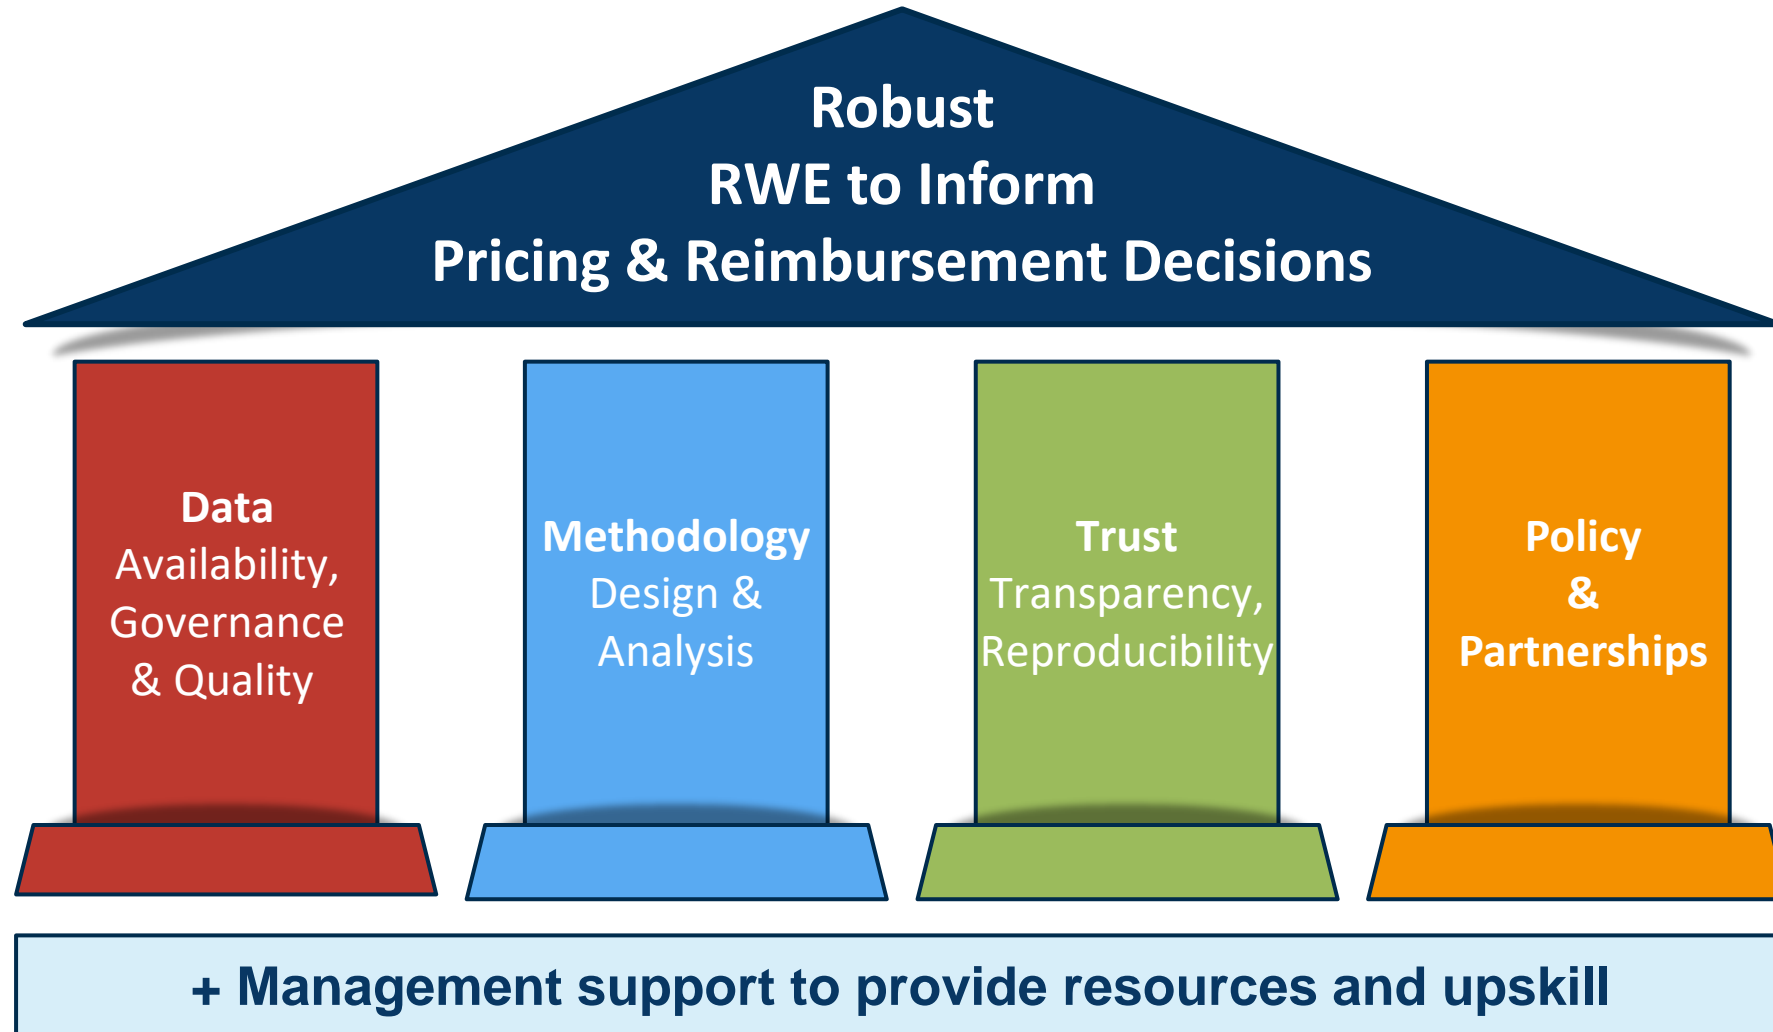 Robust
RWE to Inform
Pricing & Reimbursement Decisions
Data
Availability,
Governance
& Quality
Methodology
Design &
Analysis
Trust
Transparency,
Reproducibility
Policy
&
Partnerships
+ Management support to provide resources and upskill